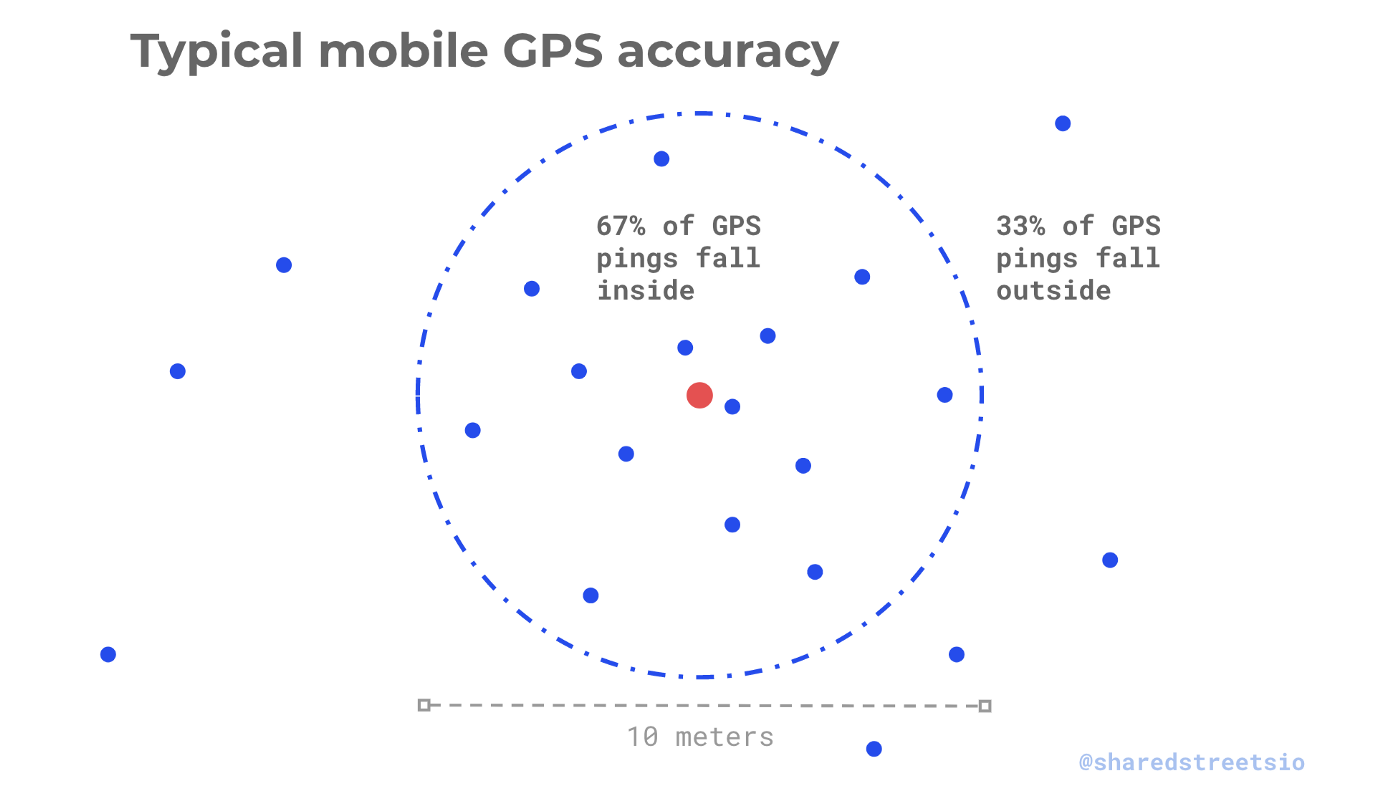 Typical mobile GPS accuracy
67% of GPS
pings fall
inside
33% of GPS
pings fall
outside
10 meters
@sharedstreetsio